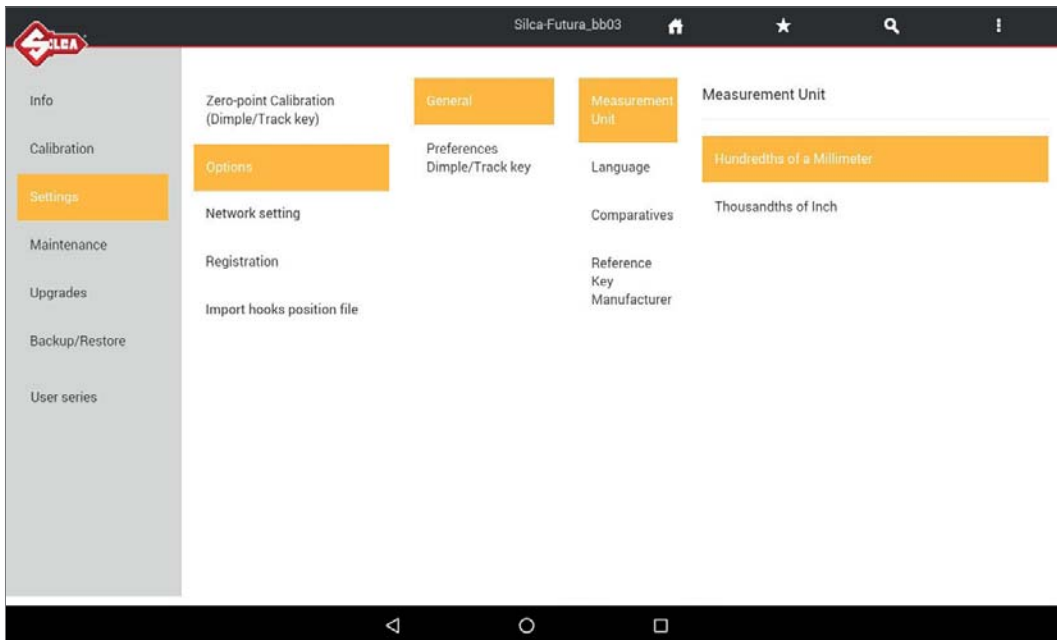 Silca-Futura_bb03
SILCA
Info
Calibration
Settings
Maintenance
Upgrades
Backup/Restore
User series
Zero-point Calibration
(Dimple/Track key)
Options
Network setting
Registration
Import hooks position file
General
Preferences
Dimple/Track key
Measurement
Unit
Language
Comparatives
Reference
Key
Manufacturer
Measurement Unit
Hundredths of a Millimeter
Thousandths of Inch